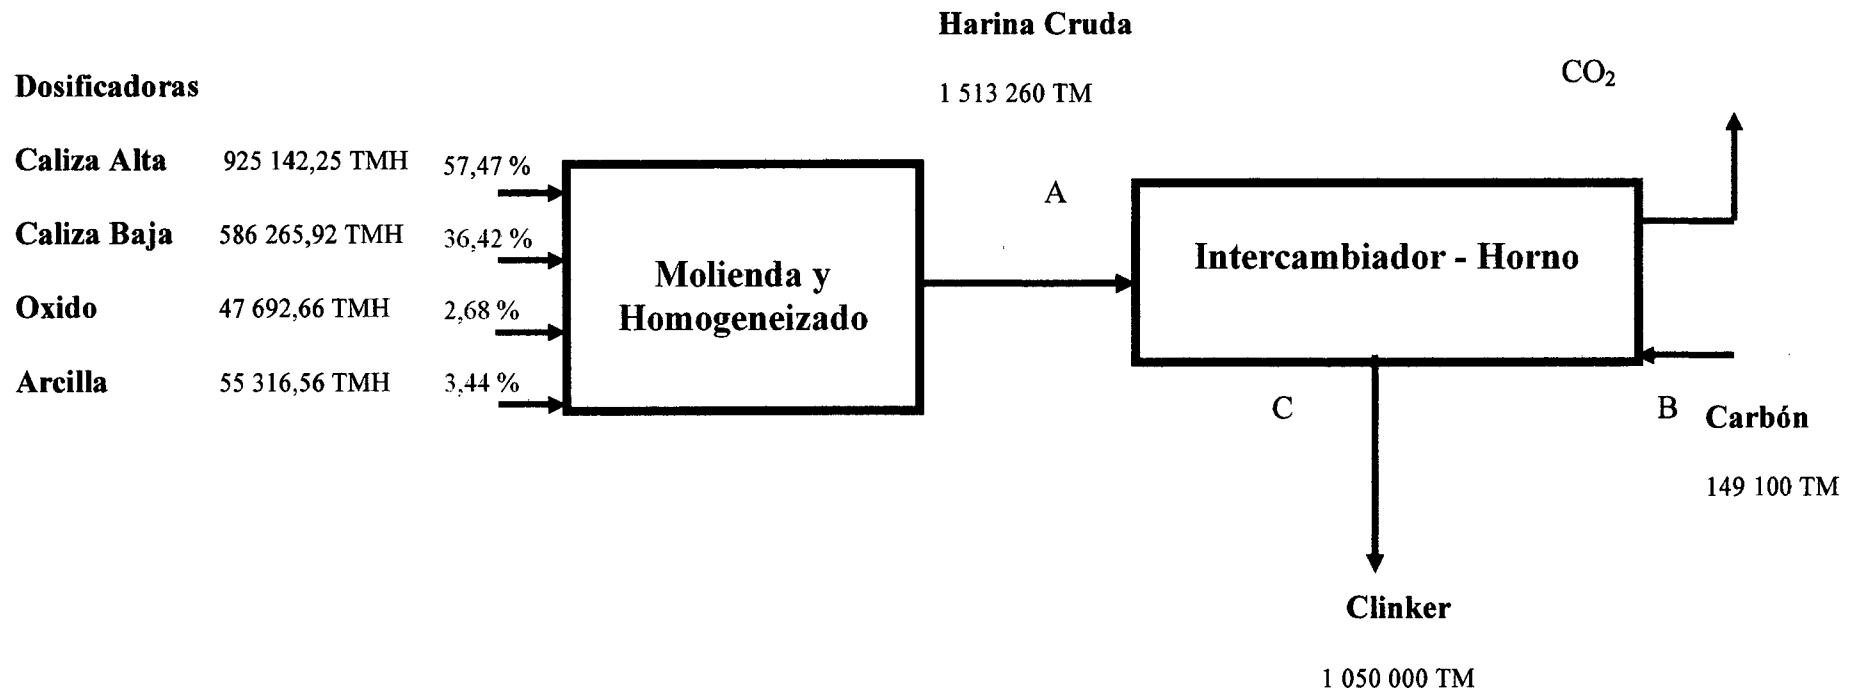 Harina Cruda
1 513 260 TM
CO₂
Dosificadoras
Caliza Alta 925 142,25 TMH 57,47 %
Caliza Baja 586 265,92 TMH 36,42 %
Oxido 47 692,66 TMH 2,68 %
Arcilla 55 316,56 TMH 3,44 %
Molienda y
Homogeneizado
A
Intercambiador - Horno
C
B
Carbón
149 100 TM
Clinker
1 050 000 TM